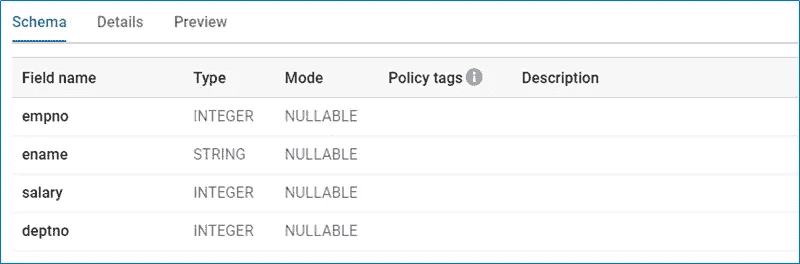 Schema Details Preview
Field name Type Mode Policy tags Description
empno INTEGER NULLABLE
ename STRING NULLABLE
salary INTEGER NULLABLE
deptno INTEGER NULLABLE